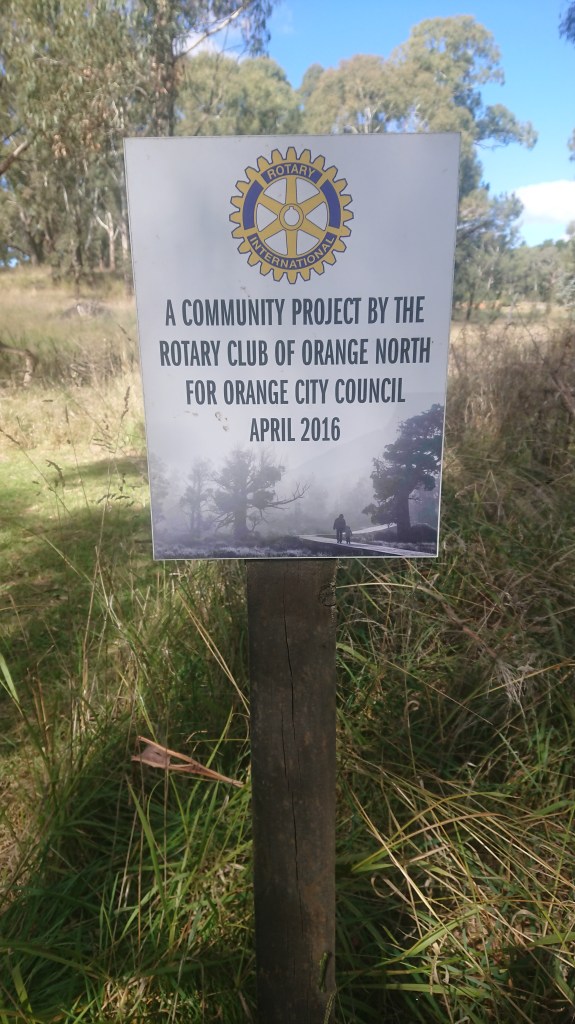 ROTARY
INTERNATIONAL
A COMMUNITY PROJECT BY THE
ROTARY CLUB OF ORANGE NORTH
FOR ORANGE CITY COUNCIL
APRIL 2016